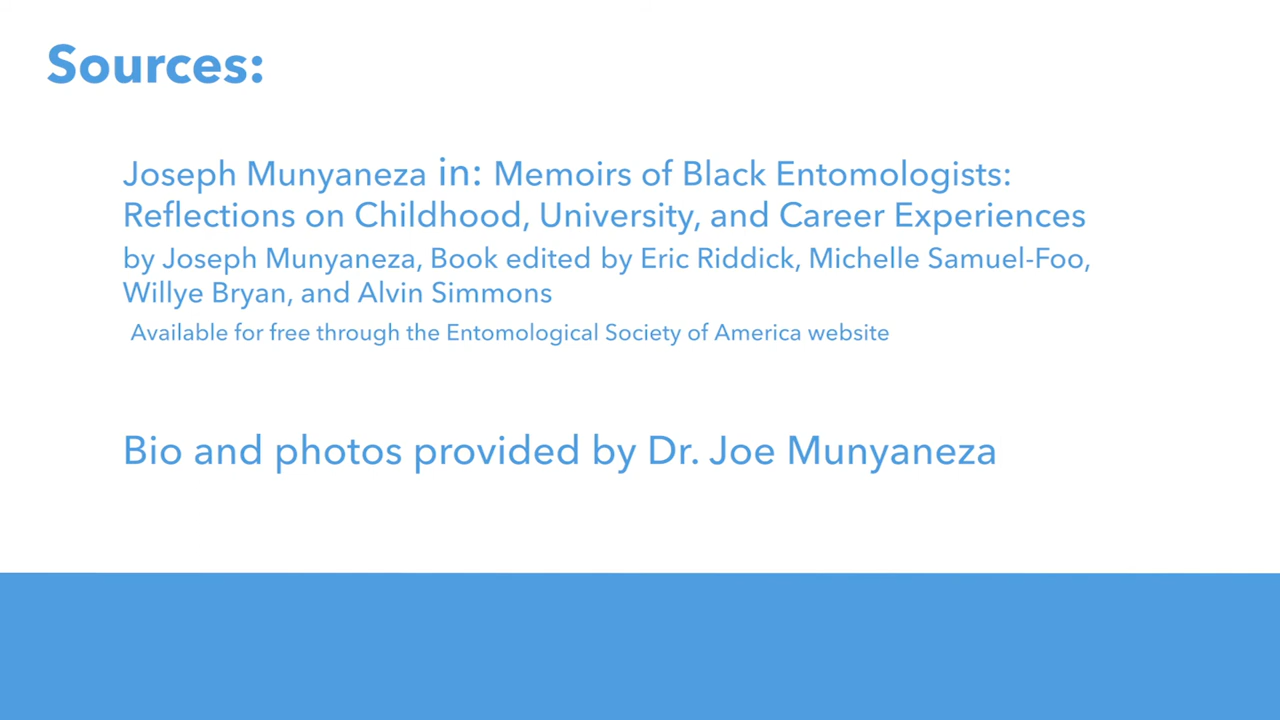 Sources:
Joseph Munyaneza in: Memoirs of Black Entomologists:
Reflections on Childhood, University, and Career Experiences
by Joseph Munyaneza, Book edited by Eric Riddick, Michelle Samuel-Foo,
Willye Bryan, and Alvin Simmons
Available for free through the Entomological Society of America website
Bio and photos provided by Dr. Joe Munyaneza